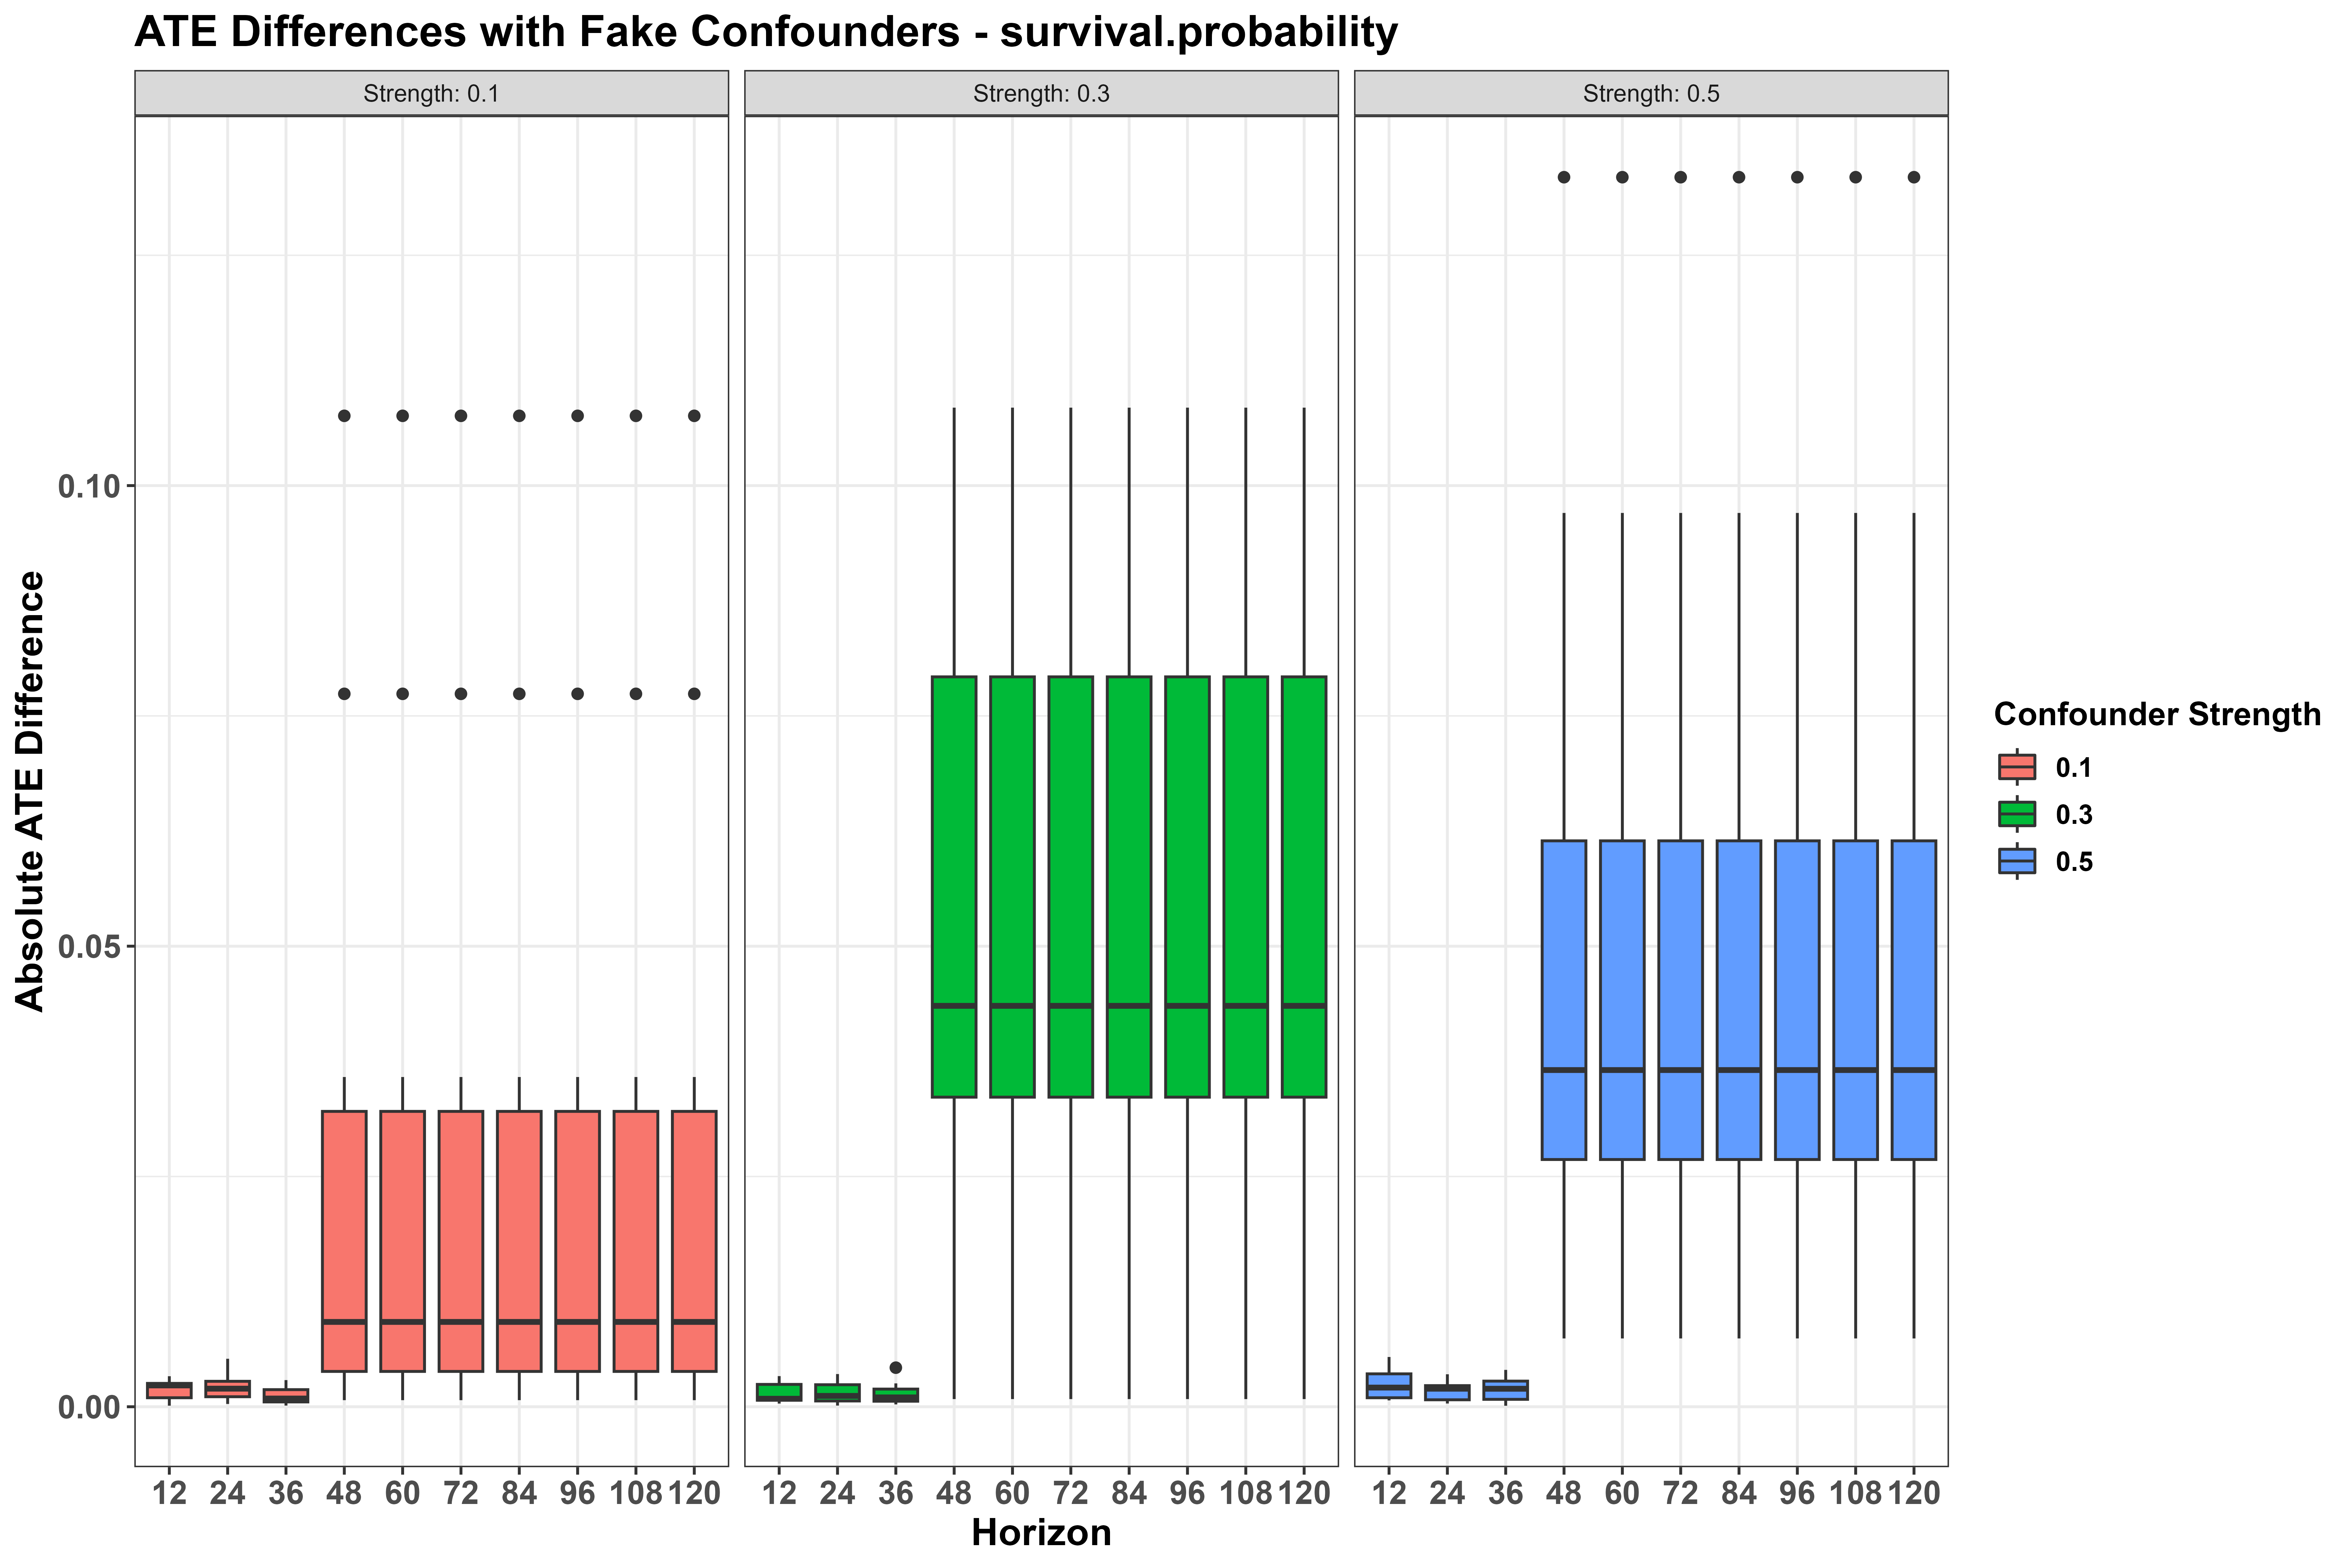 ATE Differences with Fake Confounders - survival.probability
Strength: 0.1
Strength: 0.3
Strength: 0.5
Absolute ATE Difference
0.10
0.05
0.00
12 24 36 48 60 72 84 96 108 120
12 24 36 48 60 72 84 96 108 120
12 24 36 48 60 72 84 96 108 120
Horizon
Confounder Strength
0.1
0.3
0.5